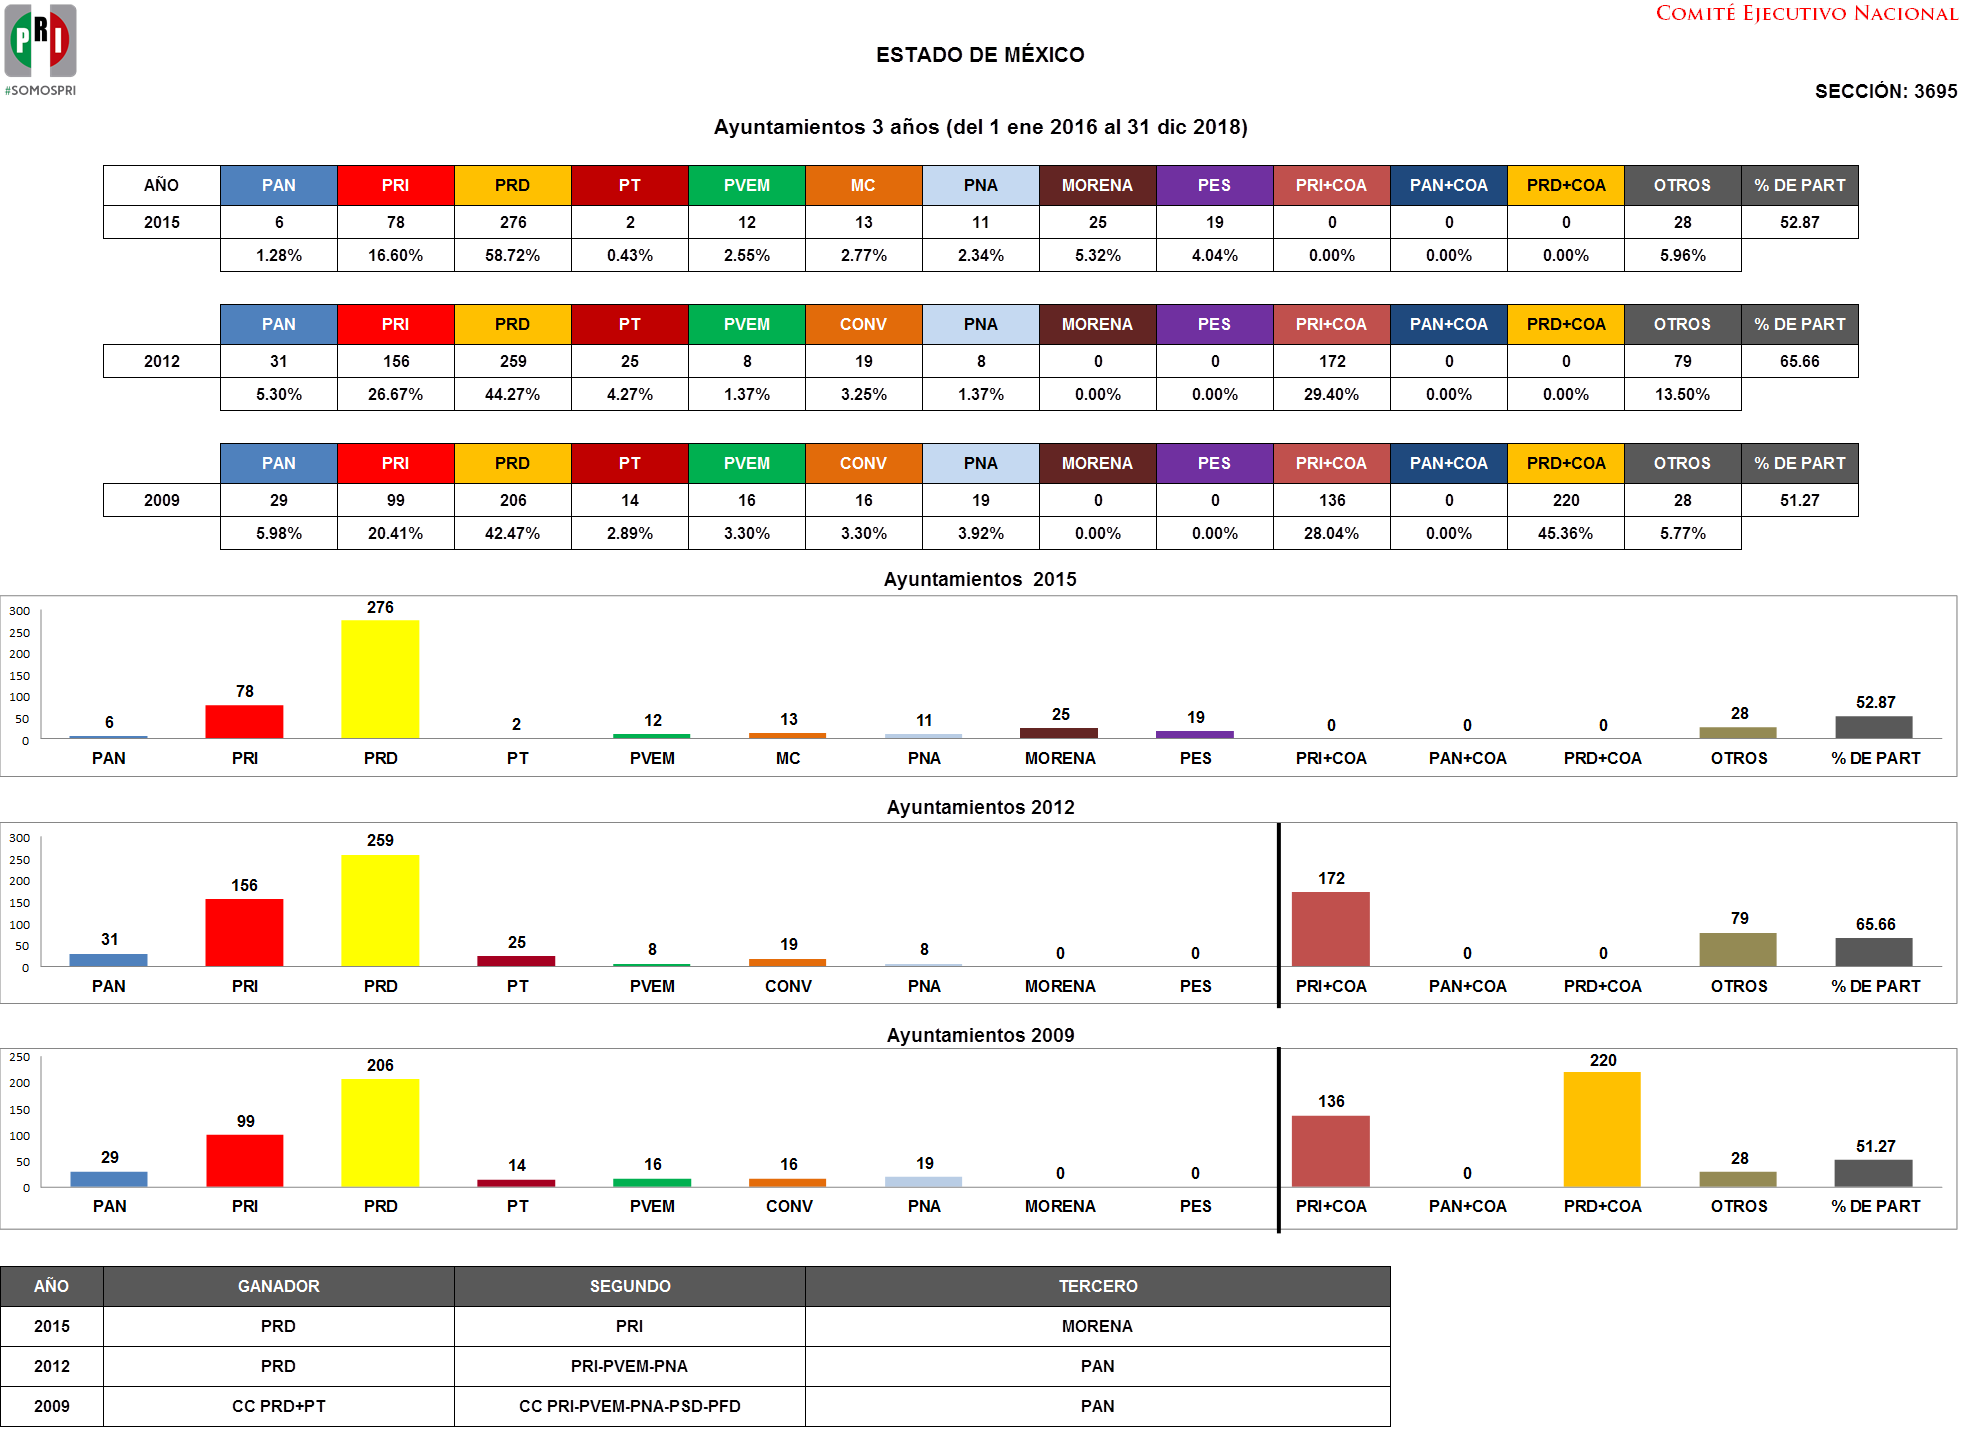 PRI
#SOMOSPRI
COMITÉ EJECUTIVO NACIONAL
ESTADO DE MÉXICO
SECCIÓN: 3695
Ayuntamientos 3 años (del 1 ene 2016 al 31 dic 2018)
AÑO PAN PRI PRD PT PVEM MC PNA MORENA PES PRI+COA PAN+COA PRD+COA OTROS % DE PART
2015 6 78 276 2 12 13 11 25 19 0 0 0 28 52.87
1.28% 16.60% 58.72% 0.43% 2.55% 2.77% 2.34% 5.32% 4.04% 0.00% 0.00% 0.00% 5.96%
PAN PRI PRD PT PVEM CONV PNA MORENA PES PRI+COA PAN+COA PRD+COA OTROS % DE PART
2012 31 156 259 25 8 19 8 0 0 172 0 0 79 65.66
5.30% 26.67% 44.27% 4.27% 1.37% 3.25% 1.37% 0.00% 0.00% 29.40% 0.00% 0.00% 13.50%
PAN PRI PRD PT PVEM CONV PNA MORENA PES PRI+COA PAN+COA PRD+COA OTROS % DE PART
2009 29 99 206 14 16 16 19 0 0 136 0 220 28 51.27
5.98% 20.41% 42.47% 2.89% 3.30% 3.30% 3.92% 0.00% 0.00% 28.04% 0.00% 45.36% 5.77%
Ayuntamientos 2015
300
250
200
150
100
50
0
6 78 276 2 12 13 11 25 19 0 0 0 28 52.87
PAN PRI PRD PT PVEM MC PNA MORENA PES PRI+COA PAN+COA PRD+COA OTROS % DE PART
Ayuntamientos 2012
300
250
200
150
100
50
0
31 156 259 25 8 19 8 0 0 172 0 0 79 65.66
PAN PRI PRD PT PVEM CONV PNA MORENA PES PRI+COA PAN+COA PRD+COA OTROS % DE PART
Ayuntamientos 2009
250
200
150
100
50
0
29 99 206 14 16 16 19 0 0 136 0 220 28 51.27
PAN PRI PRD PT PVEM CONV PNA MORENA PES PRI+COA PAN+COA PRD+COA OTROS % DE PART
AÑO GANADOR SEGUNDO TERCERO
2015 PRD PRI MORENA
2012 PRD PRI-PVEM-PNA PAN
2009 CC PRD+PT CC PRI-PVEM-PNA-PSD-PFD PAN